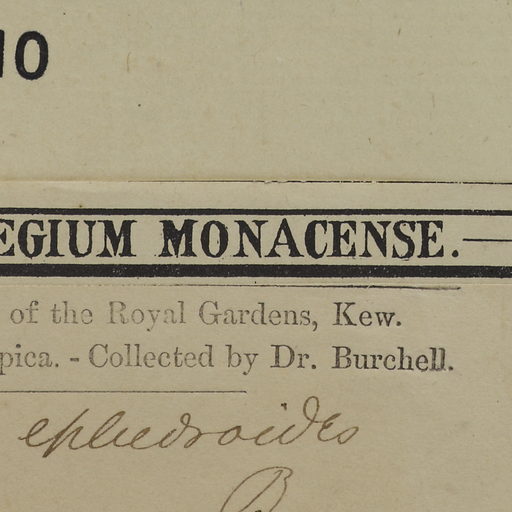 10
EGIUM MONACENSE.
of the Royal Gardens, Kew.
pica. - Collected by Dr. Burchell.
ephedroides
B